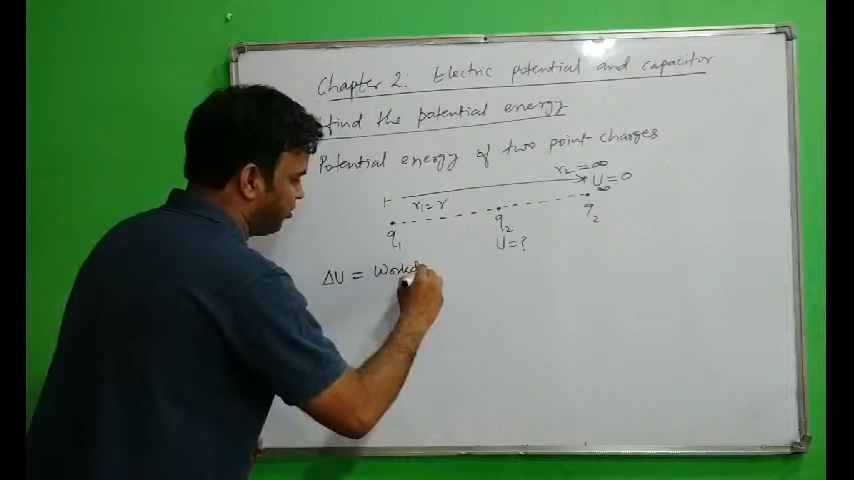 Chapter 2: Electric potential and capacitor
find the potential energy
Potential energy of two point charges
r₂ = ∞
r₁ = r
U∞ = 0
q₁
q₂
q₂
U = ?
ΔU = Workd